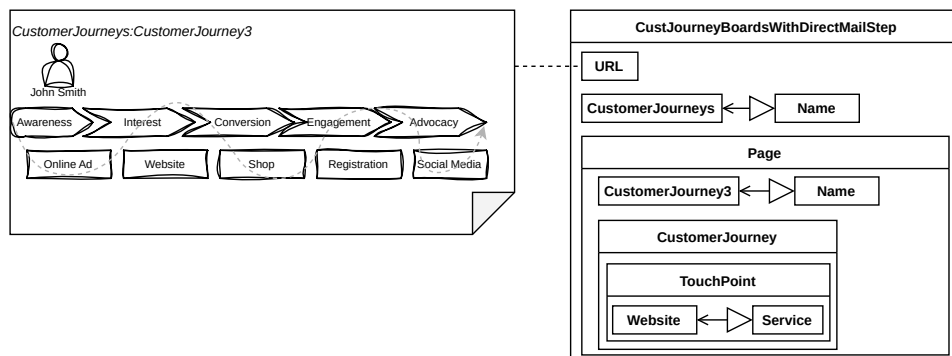 CustomerJourneys:CustomerJourney3
John Smith
Awareness Interest Conversion Engagement Advocacy
Online Ad Website Shop Registration Social Media
CustJourneyBoardsWithDirectMailStep
URL
CustomerJourneys Name
Page
CustomerJourney3 Name
CustomerJourney
TouchPoint
Website Service